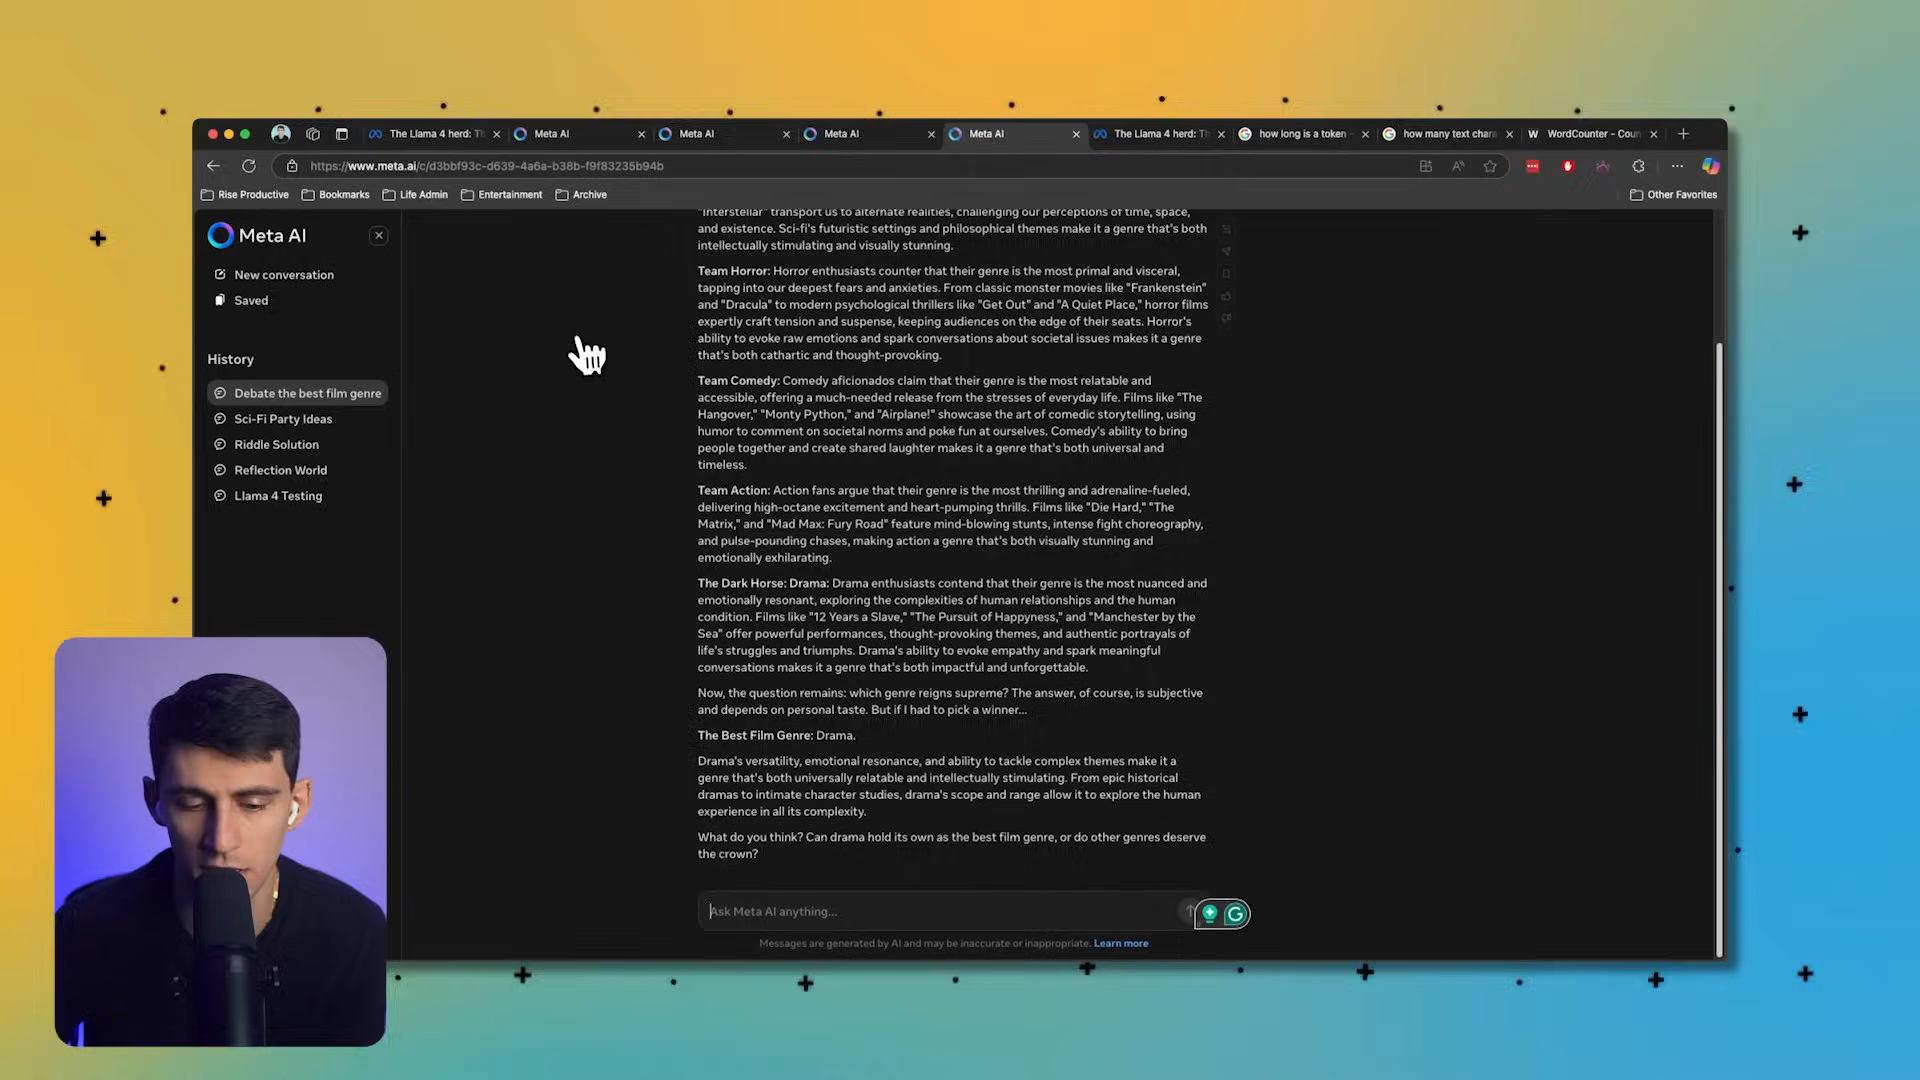 The Llama 4 herd: Th
Meta AI
Meta AI
Meta AI
Meta AI
The Llama 4 herd: Th
how long is a token -
how many text chara
W WordCounter - Coun
https://www.meta.ai/c/d3bbf93c-d639-4a6a-b38b-f9f83235b94b
Rise Productive
Bookmarks
Life Admin
Entertainment
Archive
Other Favorites
Meta AI
New conversation
Saved
History
Debate the best film genre
Sci-Fi Party Ideas
Riddle Solution
Reflection World
Llama 4 Testing
"Interstellar" transport us to alternate realities, challenging our perceptions of time, space,
and existence. Sci-fi's futuristic settings and philosophical themes make it a genre that's both
intellectually stimulating and visually stunning.
Team Horror: Horror enthusiasts counter that their genre is the most primal and visceral,
tapping into our deepest fears and anxieties. From classic monster movies like "Frankenstein"
and "Dracula" to modern psychological thrillers like "Get Out" and "A Quiet Place," horror films
expertly craft tension and suspense, keeping audiences on the edge of their seats. Horror's
ability to evoke raw emotions and spark conversations about societal issues makes it a genre
that's both cathartic and thought-provoking.
Team Comedy: Comedy aficionados claim that their genre is the most relatable and
accessible, offering a much-needed release from the stresses of everyday life. Films like "The
Hangover," "Monty Python," and "Airplane!" showcase the art of comedic storytelling, using
humor to comment on societal norms and poke fun at ourselves. Comedy's ability to bring
people together and create shared laughter makes it a genre that's both universal and
timeless.
Team Action: Action fans argue that their genre is the most thrilling and adrenaline-fueled,
delivering high-octane excitement and heart-pumping thrills. Films like "Die Hard," "The
Matrix," and "Mad Max: Fury Road" feature mind-blowing stunts, intense fight choreography,
and pulse-pounding chases, making action a genre that's both visually stunning and
emotionally exhilarating.
The Dark Horse: Drama: Drama enthusiasts contend that their genre is the most nuanced and
emotionally resonant, exploring the complexities of human relationships and the human
condition. Films like "12 Years a Slave," "The Pursuit of Happyness," and "Manchester by the
Sea" offer powerful performances, thought-provoking themes, and authentic portrayals of
life's struggles and triumphs. Drama's ability to evoke empathy and spark meaningful
conversations makes it a genre that's both impactful and unforgettable.
Now, the question remains: which genre reigns supreme? The answer, of course, is subjective
and depends on personal taste. But if I had to pick a winner...
The Best Film Genre: Drama.
Drama's versatility, emotional resonance, and ability to tackle complex themes make it a
genre that's both universally relatable and intellectually stimulating. From epic historical
dramas to intimate character studies, drama's scope and range allow it to explore the human
experience in all its complexity.
What do you think? Can drama hold its own as the best film genre, or do other genres deserve
the crown?
Ask Meta AI anything...
Messages are generated by AI and may be inaccurate or inappropriate. Learn more